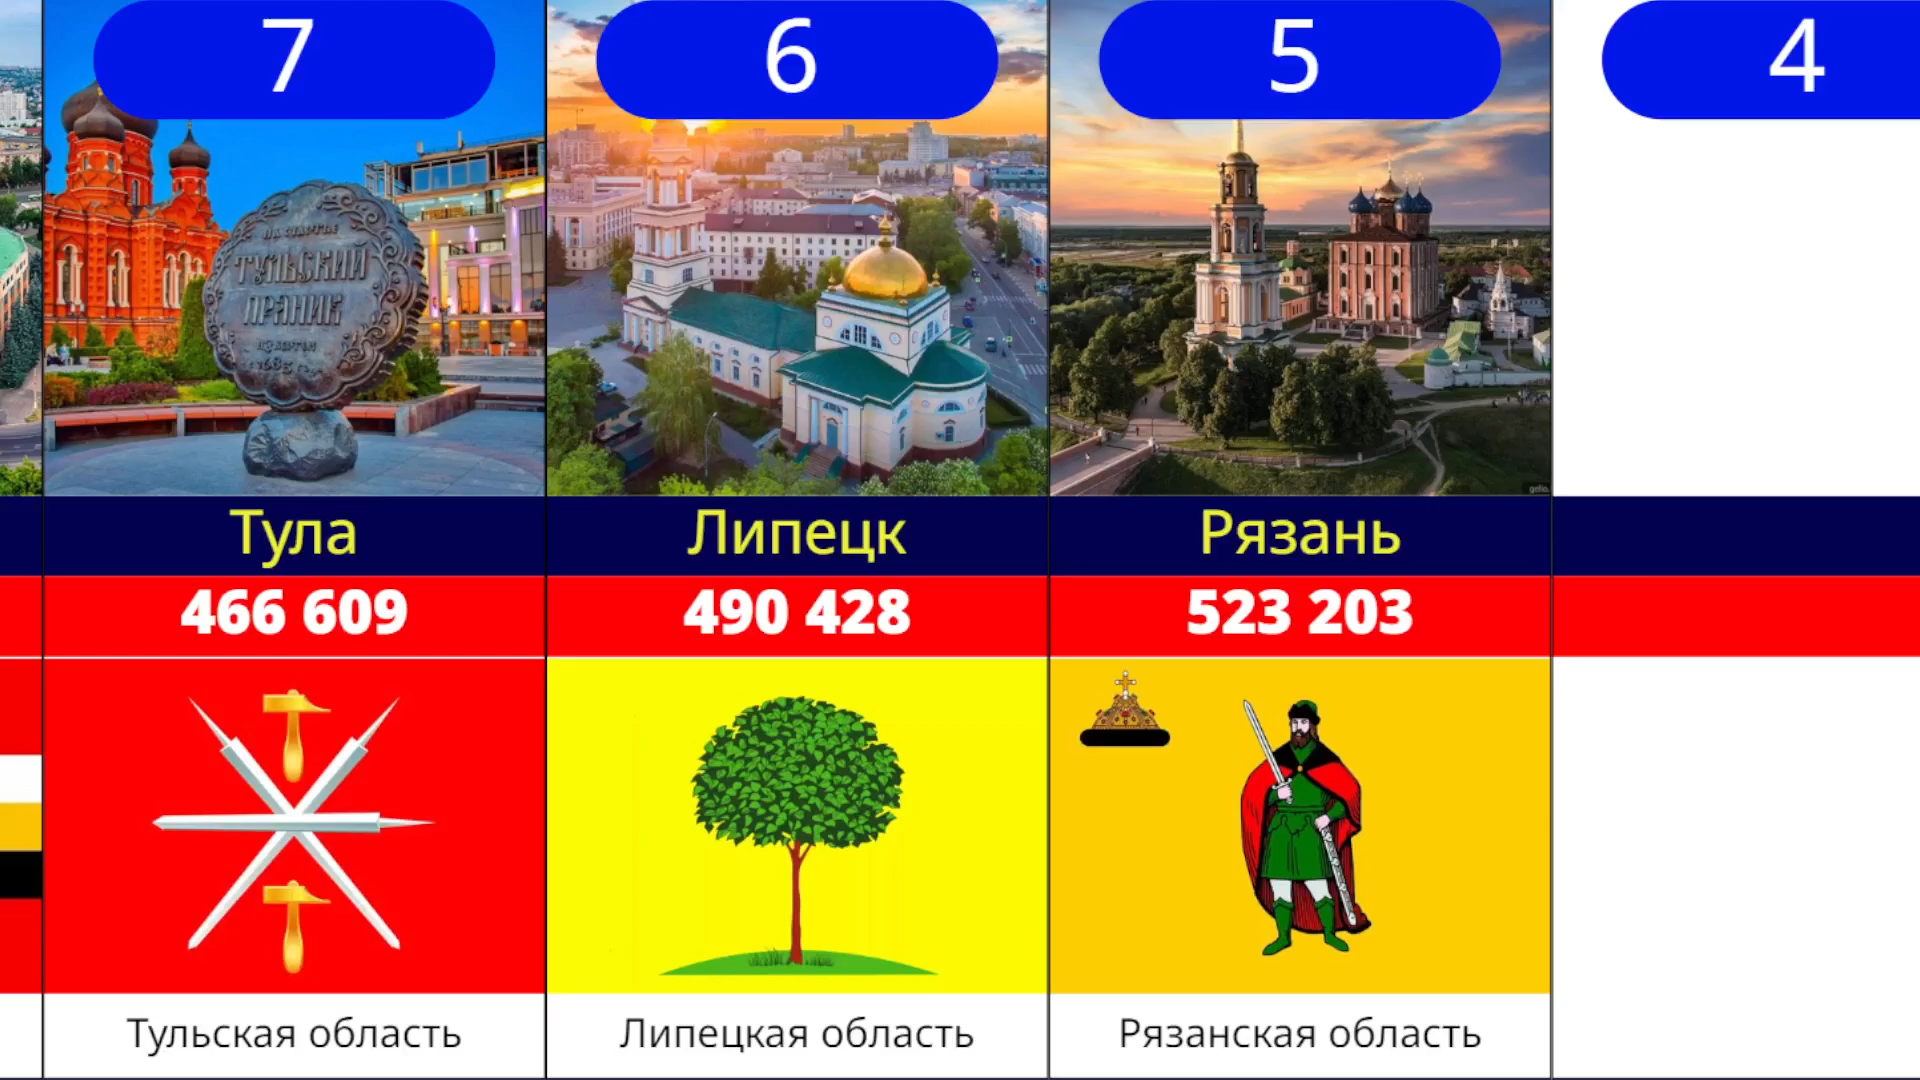 7
6
5
4
ТУЛЬСКИЙ
ПРЯНИК
Тула
Липецк
Рязань
466 609
490 428
523 203
Тульская область
Липецкая область
Рязанская область